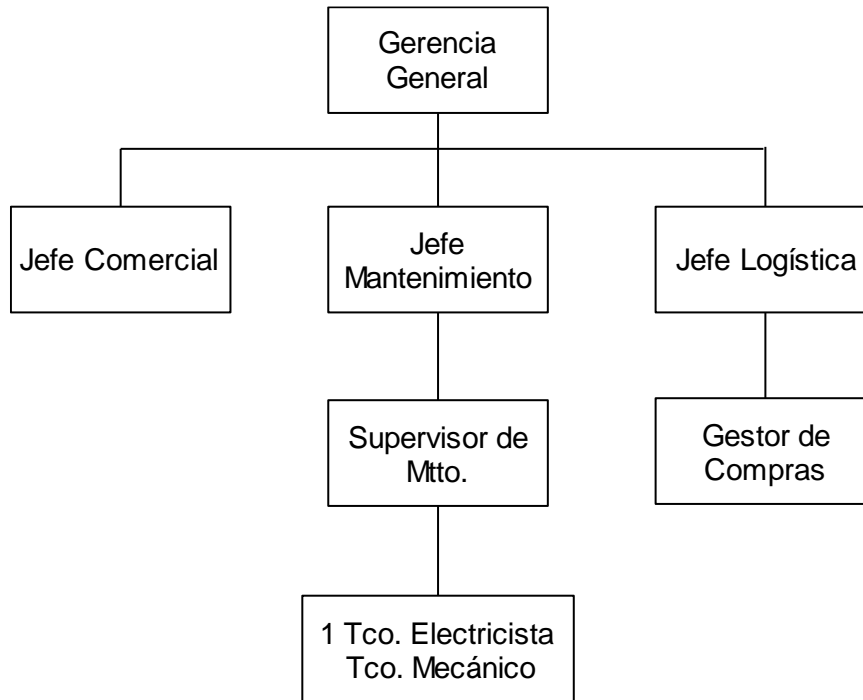 Gerencia
General
Jefe Comercial
Jefe
Mantenimiento
Jefe Logística
Supervisor de
Mtto.
Gestor de
Compras
1 Tco. Electricista
Tco. Mecánico